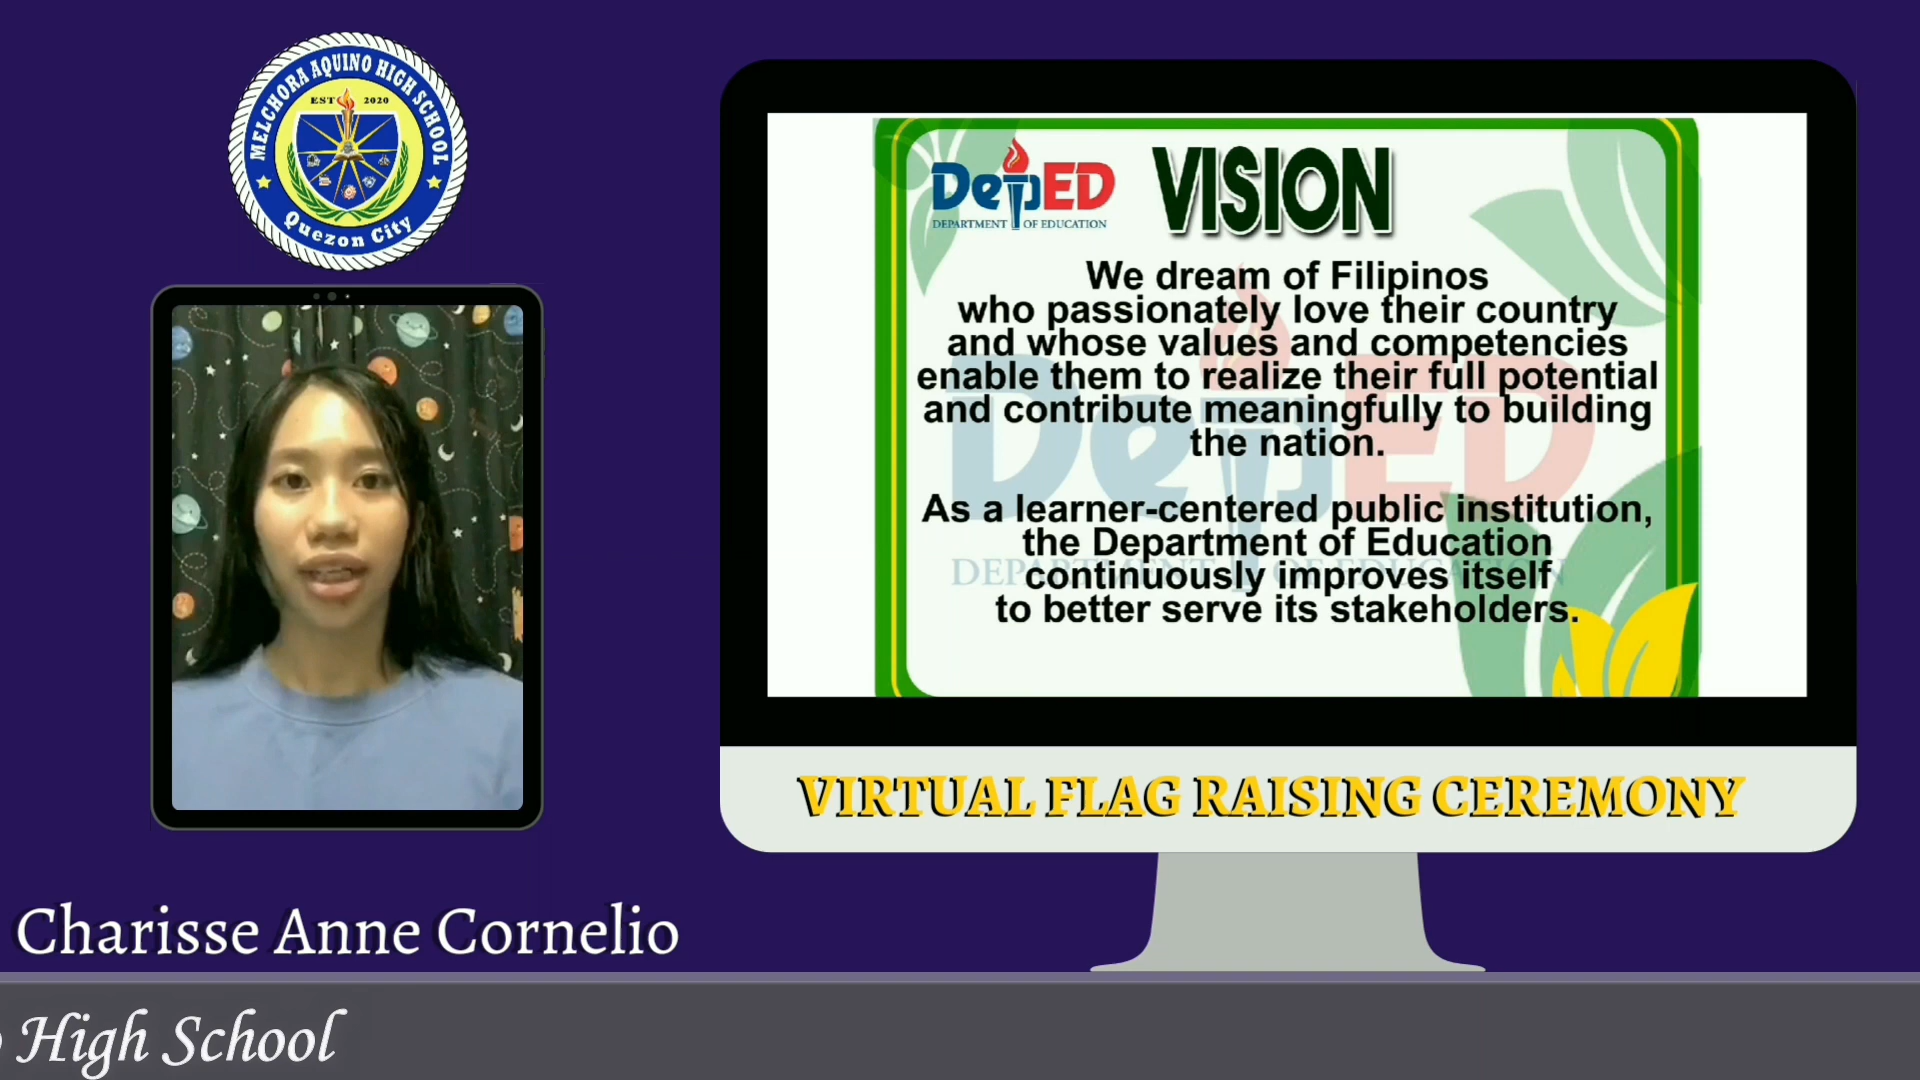 MELCHORA AQUINO HIGH SCHOOL
EST 2020
Quezon City
DepED
DEPARTMENT OF EDUCATION
VISION
We dream of Filipinos
who passionately love their country
and whose values and competencies
enable them to realize their full potential
and contribute meaningfully to building
the nation.
As a learner-centered public institution,
the Department of Education
continuously improves itself
to better serve its stakeholders.
VIRTUAL FLAG RAISING CEREMONY
Charisse Anne Cornelio
High School